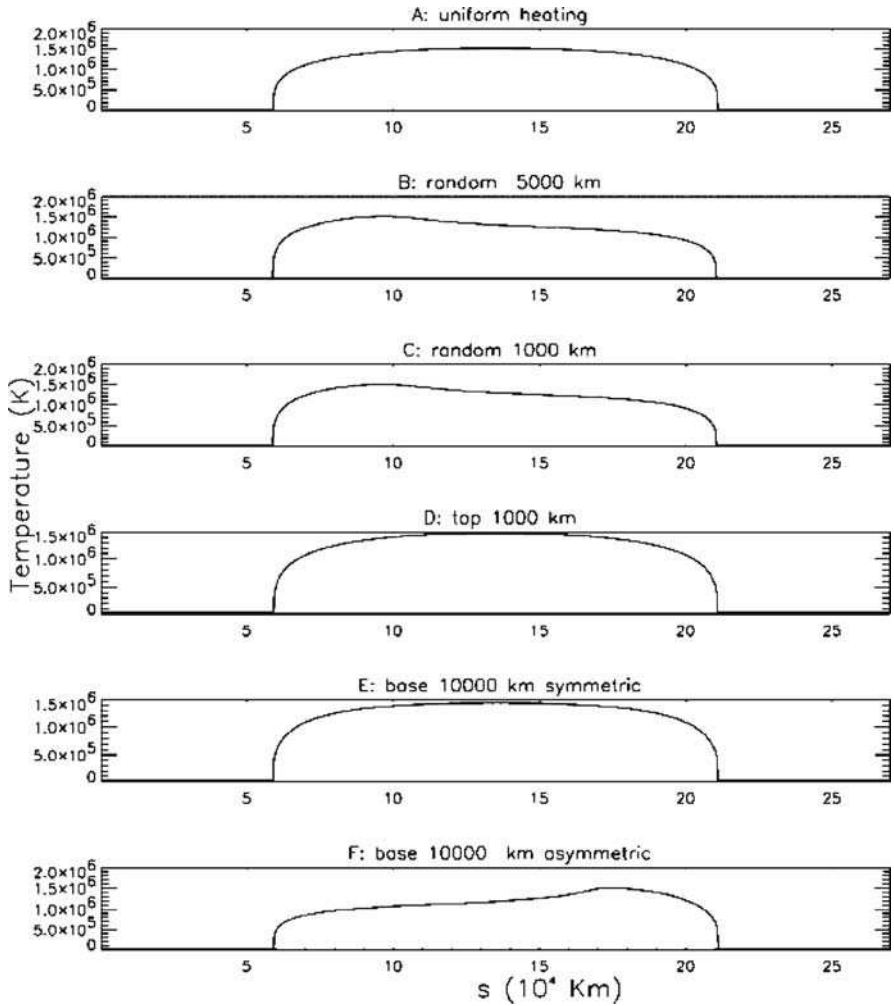 A: uniform heating
2.0×10⁶
1.5×10⁶
1.0×10⁶
5.0×10⁵
0
5 10 15 20 25
B: random 5000 km
2.0×10⁶
1.5×10⁶
1.0×10⁶
5.0×10⁵
0
5 10 15 20 25
C: random 1000 km
2.0×10⁶
1.5×10⁶
1.0×10⁶
5.0×10⁵
0
5 10 15 20 25
Temperature (K)
D: top 1000 km
1.5×10⁶
1.0×10⁶
5.0×10⁵
0
5 10 15 20 25
E: base 10000 km symmetric
1.5×10⁶
1.0×10⁶
5.0×10⁵
0
5 10 15 20 25
F: base 10000 km asymmetric
2.0×10⁶
1.5×10⁶
1.0×10⁶
5.0×10⁵
0
5 10 15 20 25
s (10⁴ Km)